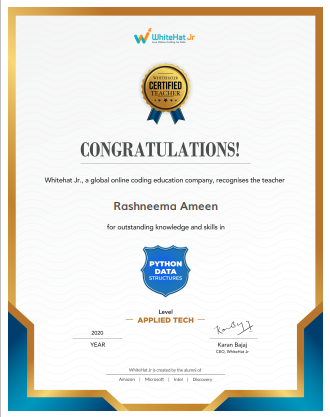 WhiteHat Jr
WHITEHAT JR
CERTIFIED
TEACHER
CONGRATULATIONS!
Whitehat Jr., a global online coding education company, recognises the teacher
Rashneema Ameen
for outstanding knowledge and skills in
PYTHON
DATA
STRUCTURES
Level
APPLIED TECH
2020
YEAR
Karan Bajaj
CEO, WhiteHat Jr
WhiteHat Jr is created by the alumni of
Amazon | Microsoft | Intel | Discovery